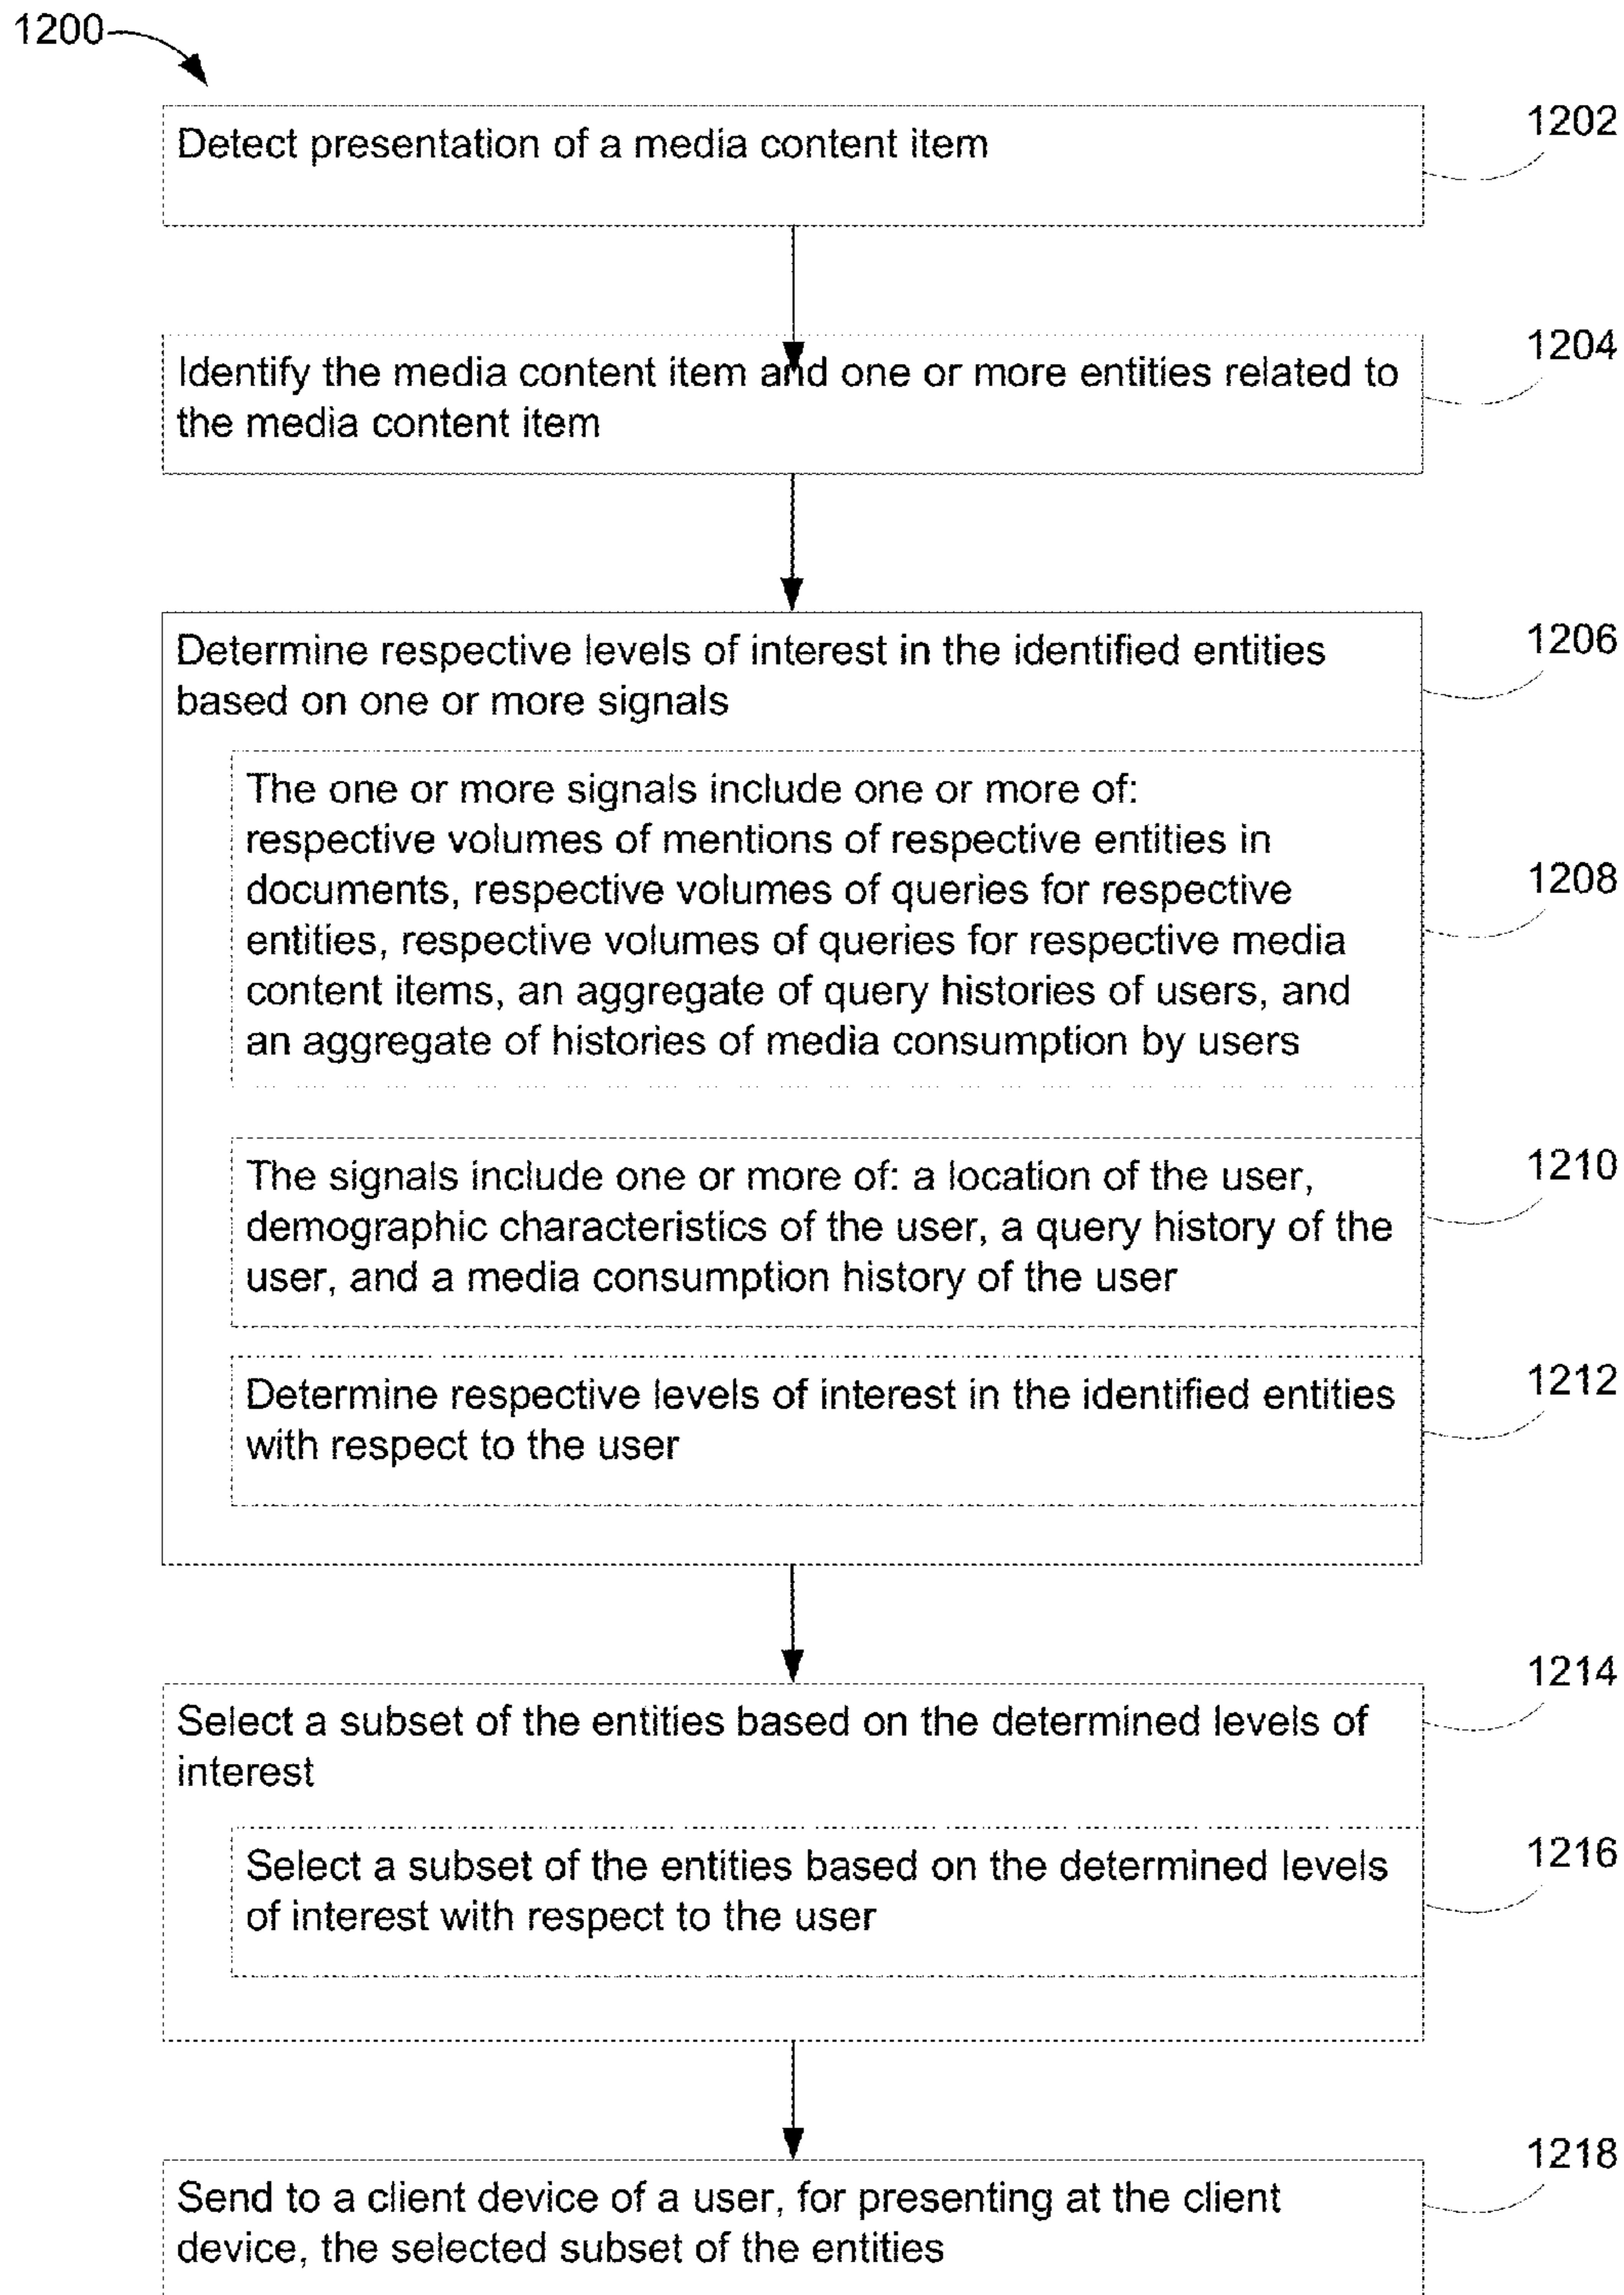 1200
Detect presentation of a media content item
1202
Identify the media content item and one or more entities related to
the media content item
1204
Determine respective levels of interest in the identified entities
based on one or more signals
1206
The one or more signals include one or more of:
respective volumes of mentions of respective entities in
documents, respective volumes of queries for respective
entities, respective volumes of queries for respective media
content items, an aggregate of query histories of users, and
an aggregate of histories of media consumption by users
1208
The signals include one or more of: a location of the user,
demographic characteristics of the user, a query history of the
user, and a media consumption history of the user
1210
Determine respective levels of interest in the identified entities
with respect to the user
1212
Select a subset of the entities based on the determined levels of
interest
1214
Select a subset of the entities based on the determined levels
of interest with respect to the user
1216
Send to a client device of a user, for presenting at the client
device, the selected subset of the entities
1218